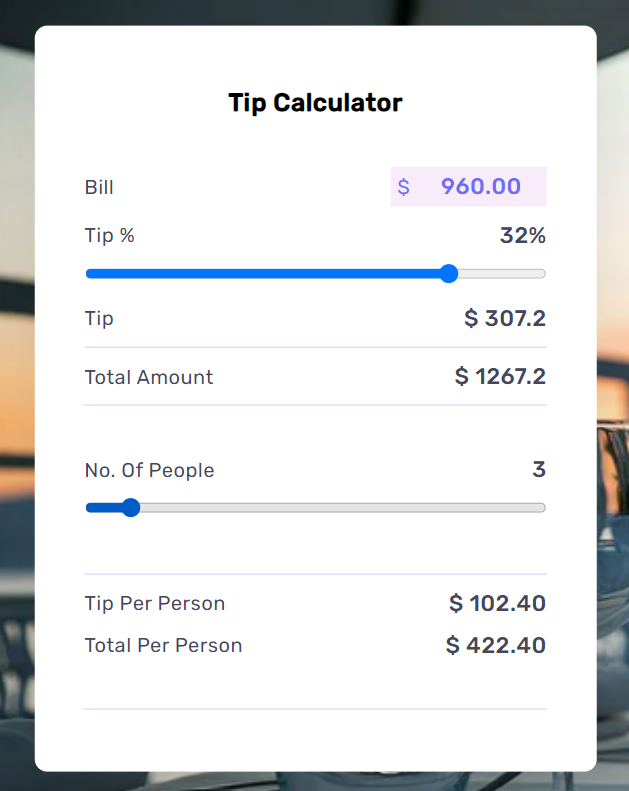 Tip Calculator
Bill $ 960.00
Tip % 32%
Tip $ 307.2
Total Amount $ 1267.2
No. Of People 3
Tip Per Person $ 102.40
Total Per Person $ 422.40